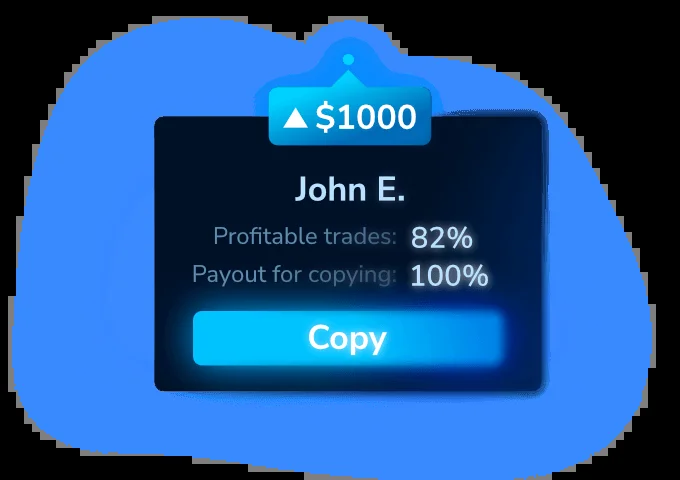 ▲ $1000
John E.
Profitable trades: 82%
Payout for copying: 100%
Copy